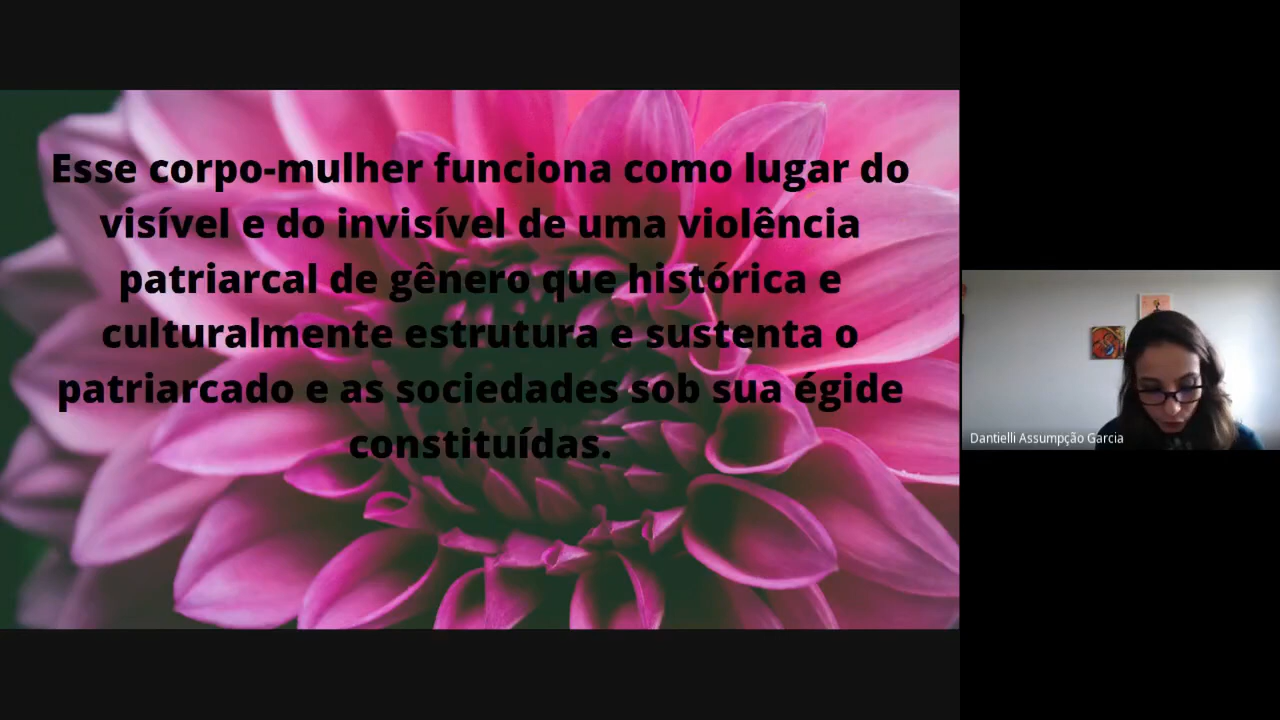 Esse corpo-mulher funciona como lugar do
visível e do invisível de uma violência
patriarcal de gênero que histórica e
culturalmente estrutura e sustenta o
patriarcado e as sociedades sob sua égide
constituídas.
Dantielli Assumpção Garcia